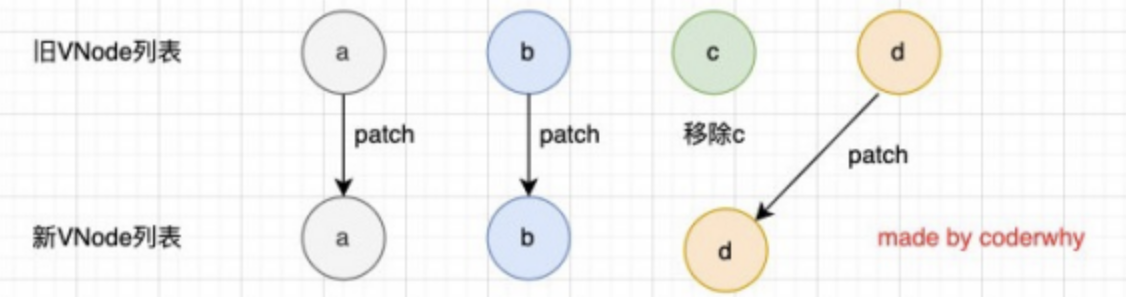 旧VNode列表
a
b
c
d
patch
patch
移除c
patch
新VNode列表
a
b
d
made by coderwhy